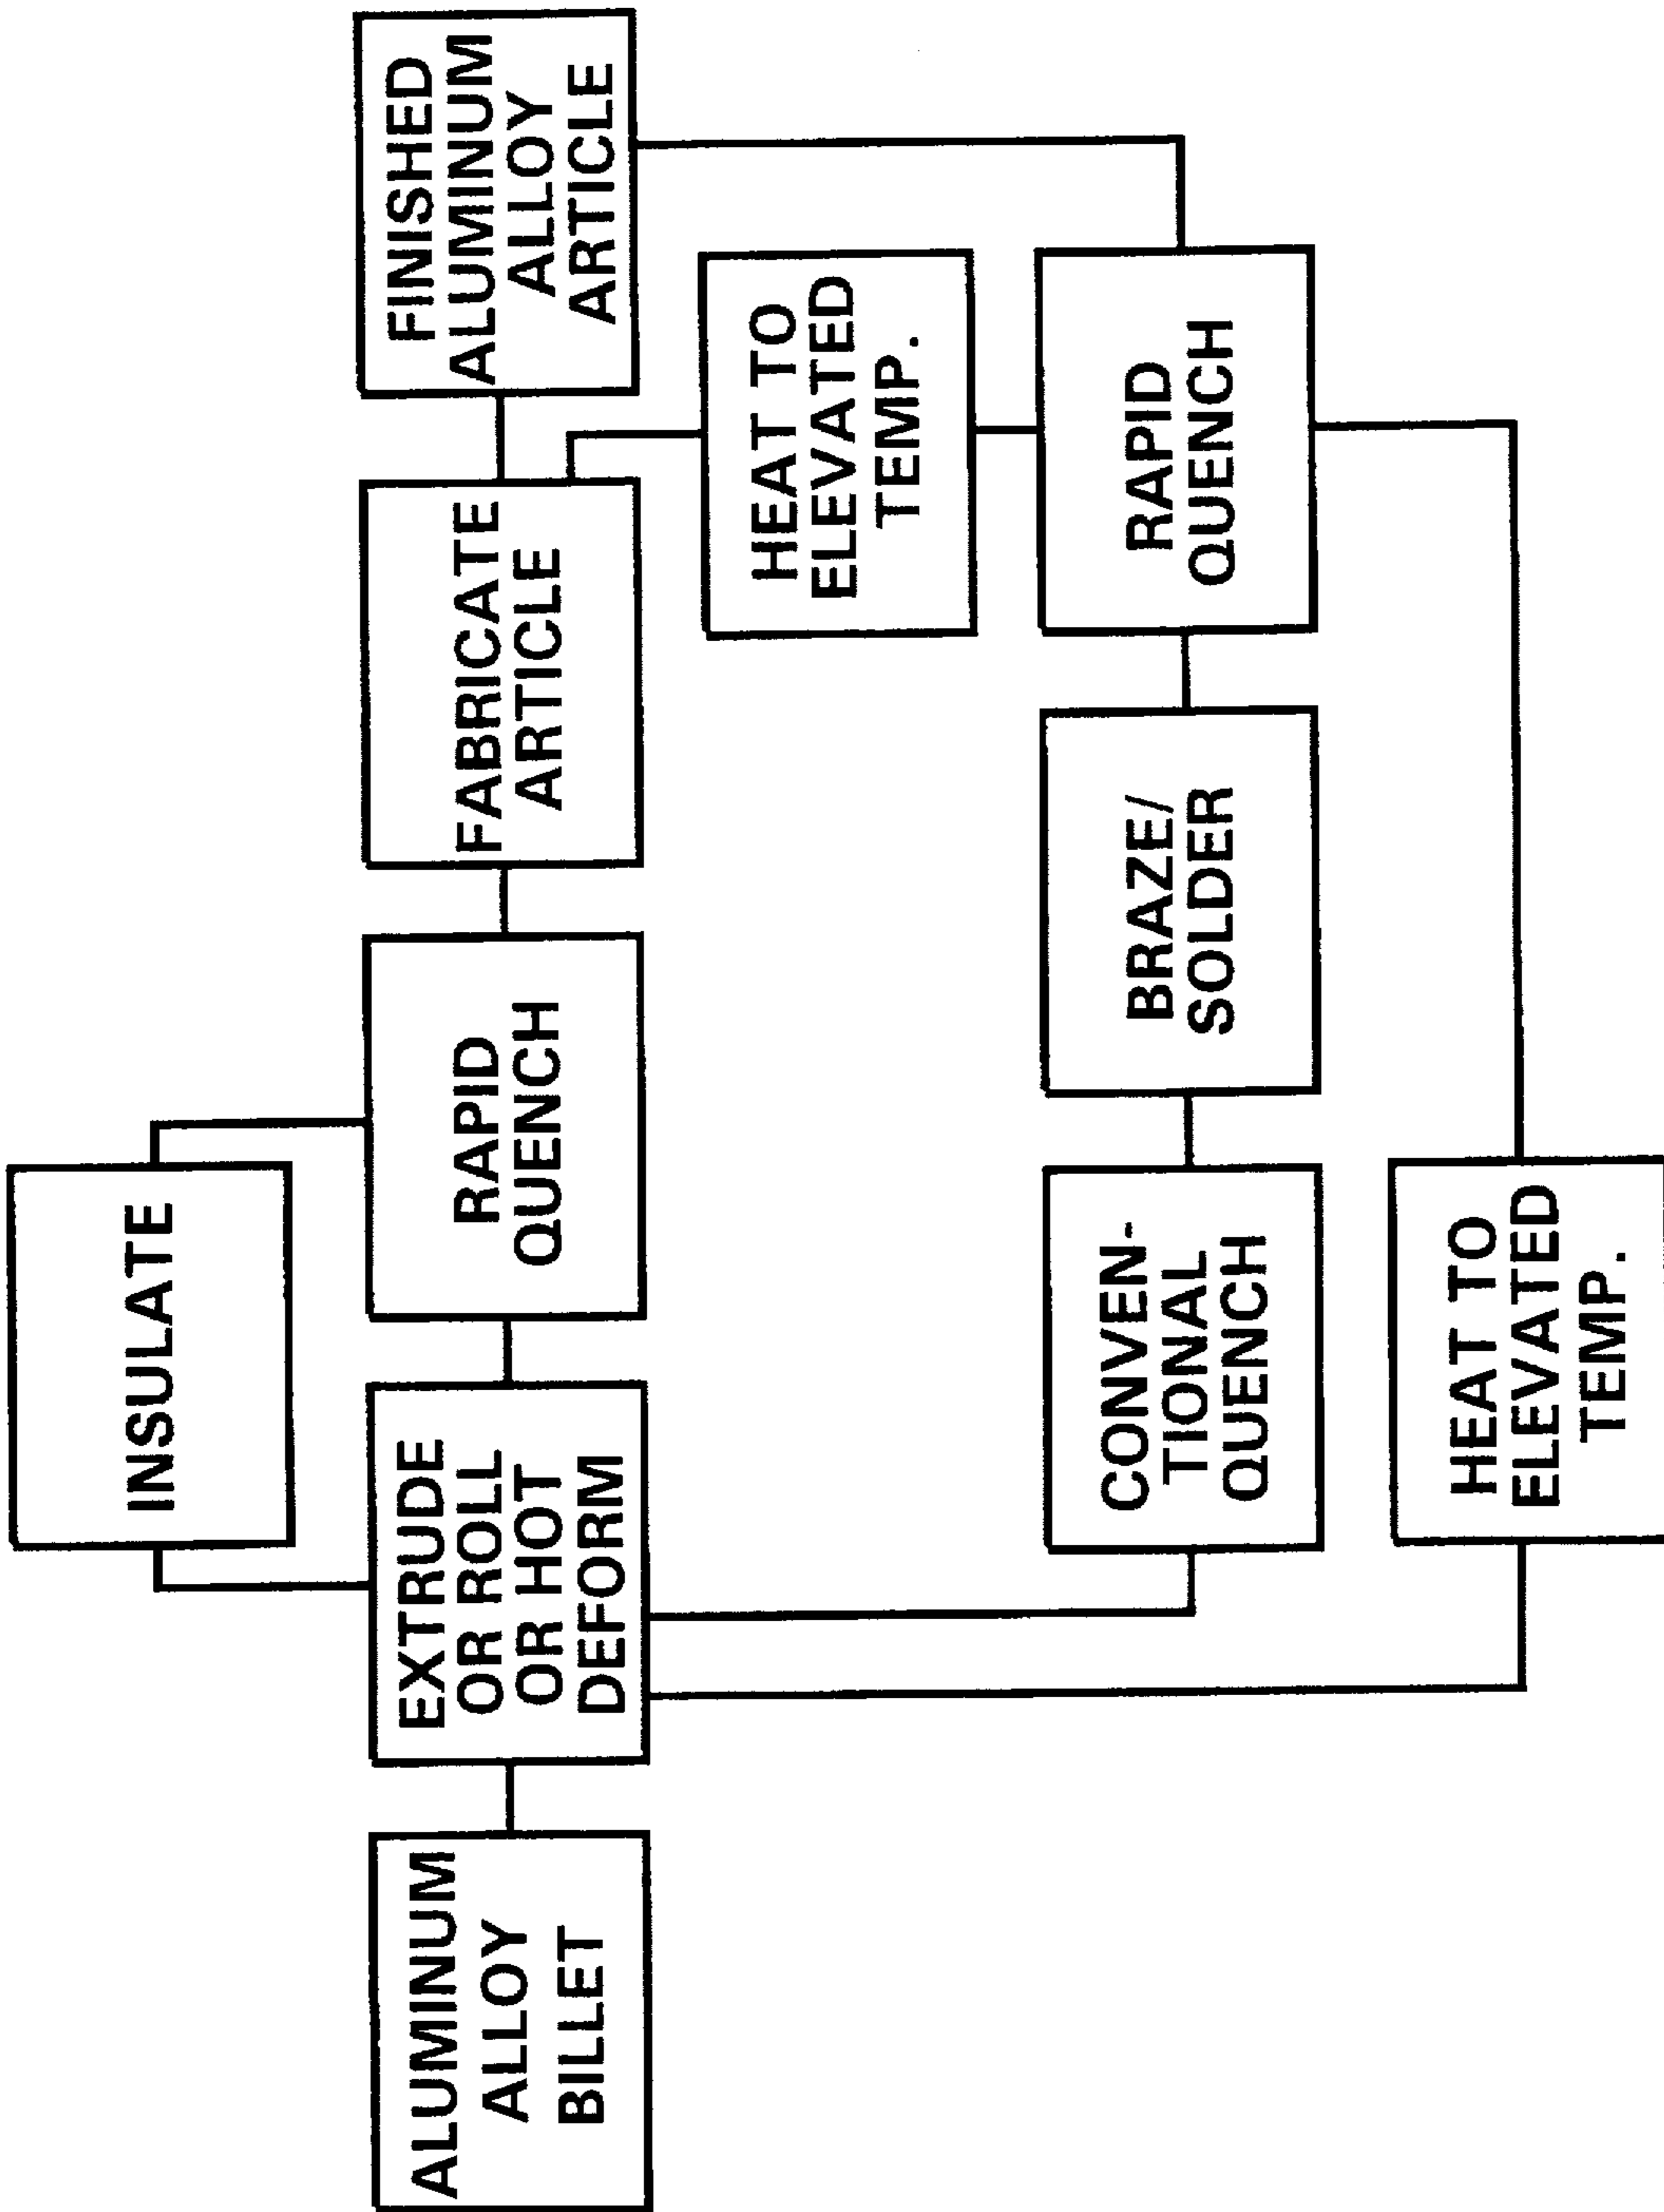 INSULATE
ALUMINUM
ALLOY
BILLET
EXTRUDE
OR ROLL
OR HOT
DEFORM
RAPID
QUENCH
FABRICATE
ARTICLE
FINISHED
ALUMINUM
ALLOY
ARTICLE
HEAT TO
ELEVATED
TEMP.
CONVEN-
TIONAL
QUENCH
BRAZE/
SOLDER
RAPID
QUENCH
HEAT TO
ELEVATED
TEMP.